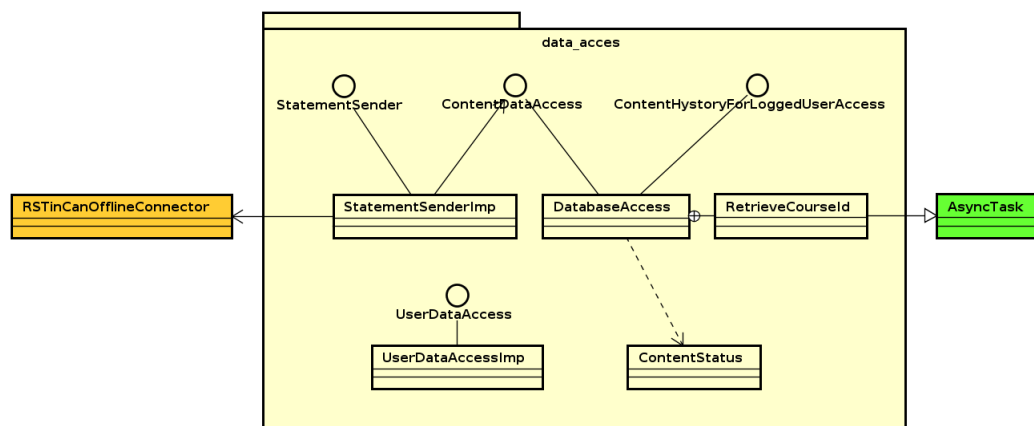 data_acces
StatementSender
ContentDataAccess
ContentHystoryForLoggedUserAccess
RSTinCanOfflineConnector
StatementSenderImp
DatabaseAccess
RetrieveCourseId
AsyncTask
UserDataAccess
UserDataAccessImp
ContentStatus